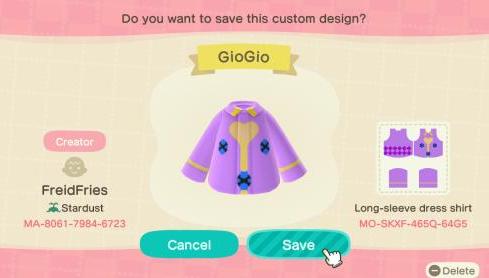 Do you want to save this custom design?
GioGio
Creator
FreidFries
Stardust
MA-8061-7984-6723
Long-sleeve dress shirt
MO-SKXF-465Q-64G5
Cancel
Save
Delete